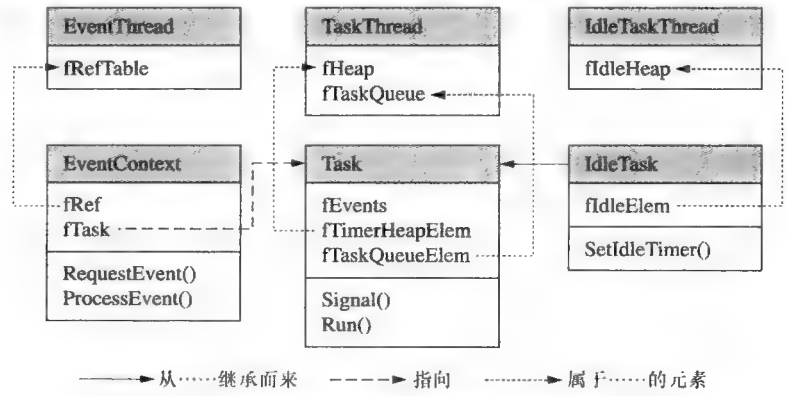 EventThread
fRefTable
TaskThread
fHeap
fTaskQueue
IdleTaskThread
fIdleHeap
EventContext
fRef
fTask
RequestEvent()
ProcessEvent()
Task
fEvents
fTimerHeapElem
fTaskQueueElem
Signal()
Run()
IdleTask
fIdleElem
SetIdleTimer()
从……继承而来 指向 属于……的元素